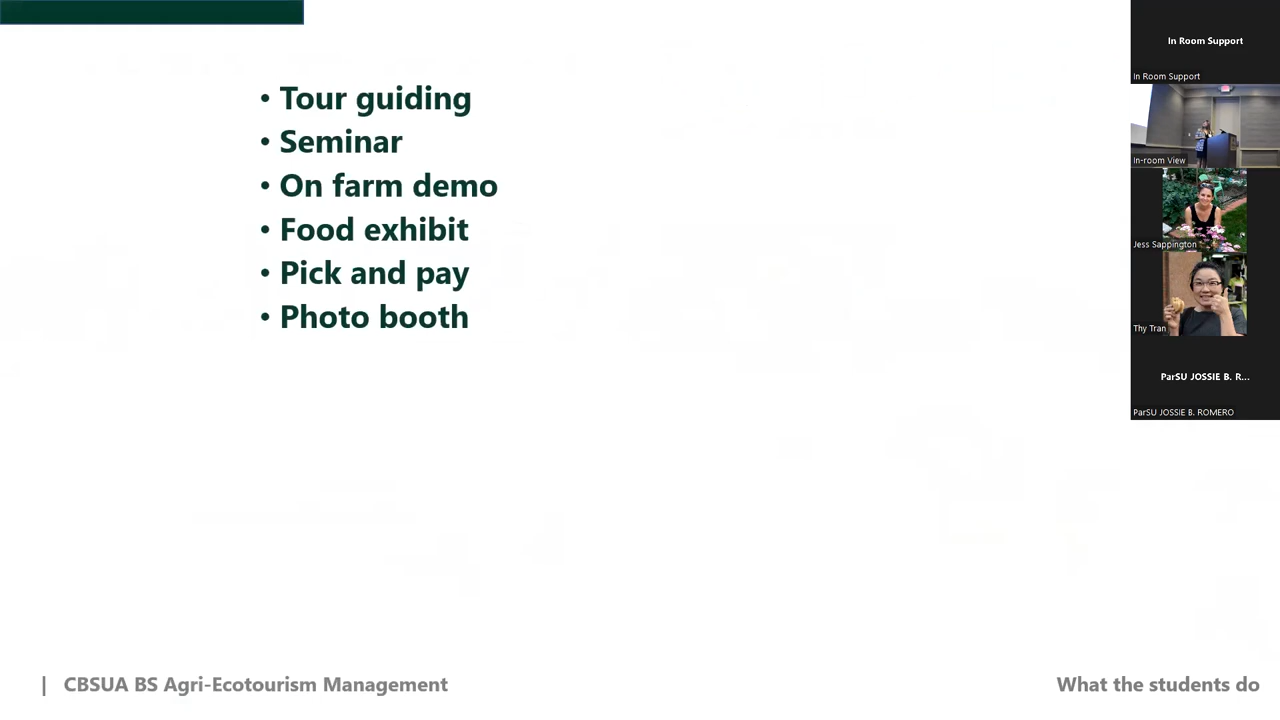 • Tour guiding
• Seminar
• On farm demo
• Food exhibit
• Pick and pay
• Photo booth
| CBSUA BS Agri-Ecotourism Management
What the students do
In Room Support
In Room Support
In-room View
Jess Sappington
Thy Tran
ParSU JOSSIE B. R...
ParSU JOSSIE B. ROMERO